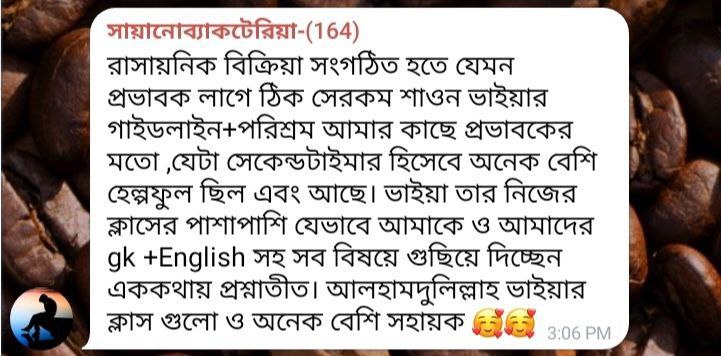 সায়ানোব্যাকটেরিয়া-(164)
রাসায়নিক বিক্রিয়া সংগঠিত হতে যেমন
প্রভাবক লাগে ঠিক সেরকম শাওন ভাইয়ার
গাইডলাইন+পরিশ্রম আমার কাছে প্রভাবকের
মতো ,যেটা সেকেন্ডটাইমার হিসেবে অনেক বেশি
হেল্পফুল ছিল এবং আছে। ভাইয়া তার নিজের
ক্লাসের পাশাপাশি যেভাবে আমাকে ও আমাদের
gk +English সহ সব বিষয়ে গুছিয়ে দিচ্ছেন
এককথায় প্রশ্নাতীত। আলহামদুলিল্লাহ ভাইয়ার
ক্লাস গুলো ও অনেক বেশি সহায়ক 🥰🥰 3:06 PM